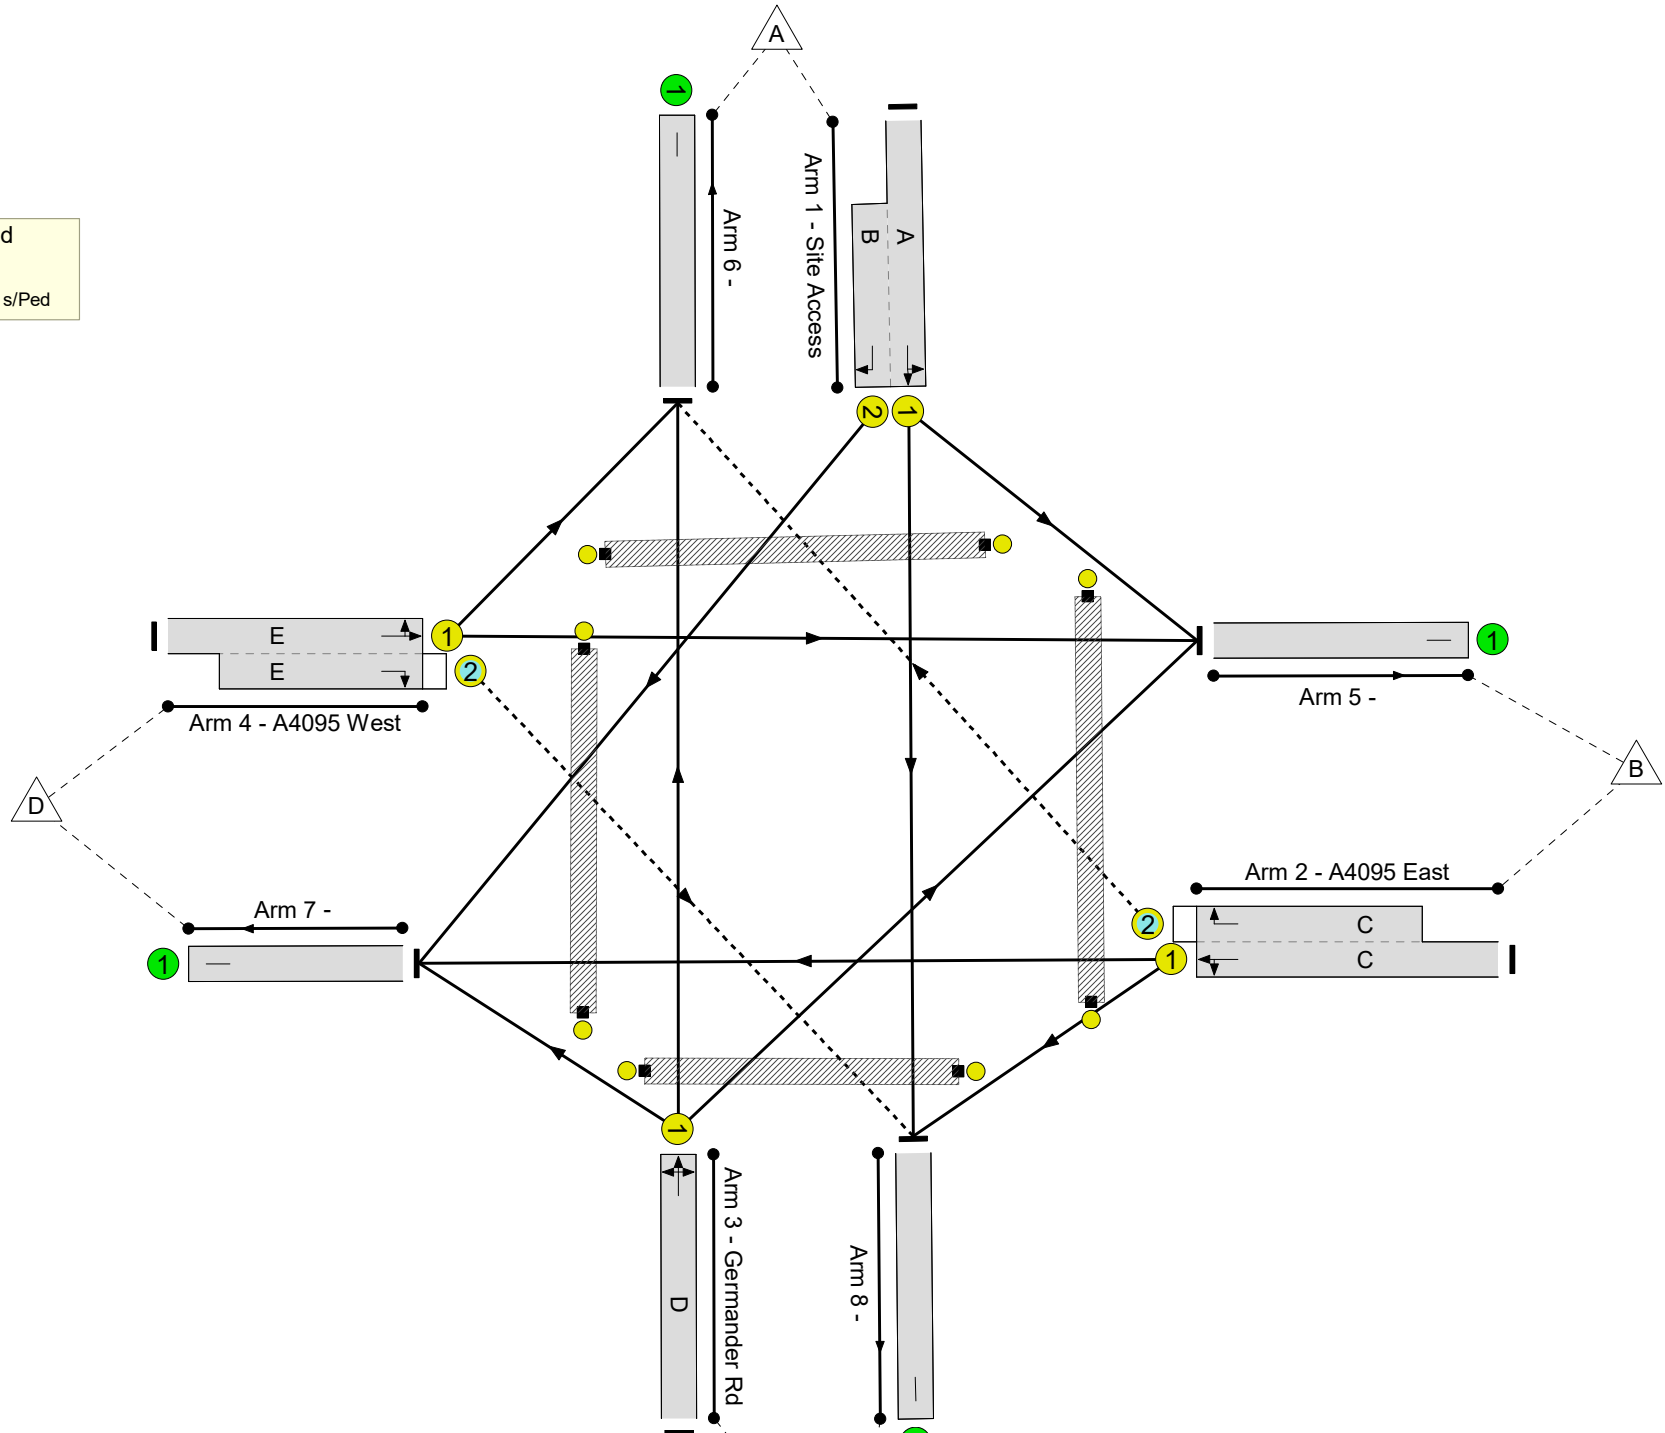 A
1
Arm 6 -
Arm 1 - Site Access
B
A
d
s/Ped
2
1
E
1
E
2
Arm 4 - A4095 West
1
Arm 5 -
D
B
Arm 7 -
1
Arm 2 - A4095 East
2
C
1
C
1
Arm 3 - Germander Rd
D
Arm 8 -